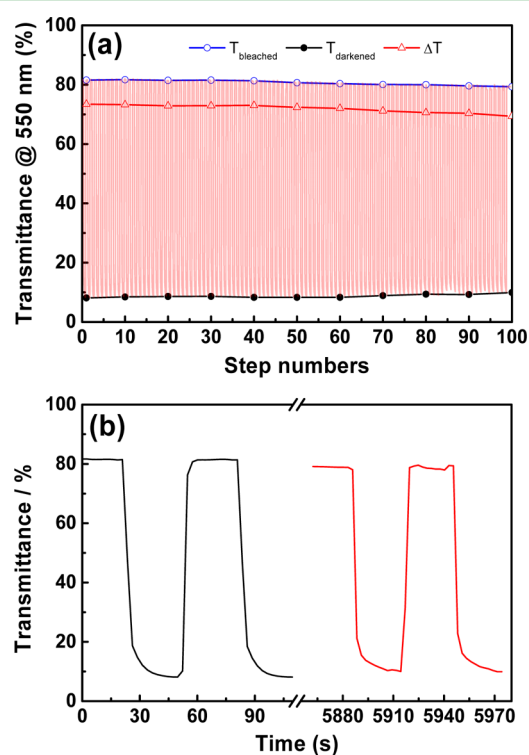 (a)
T bleached T darkened ΔT
100
80
60
40
20
0
Transmittance @ 550 nm (%)
0 10 20 30 40 50 60 70 80 90 100
Step numbers
(b)
100
80
60
40
20
0
Transmittance / %
0 30 60 90 5880 5910 5940 5970
Time (s)